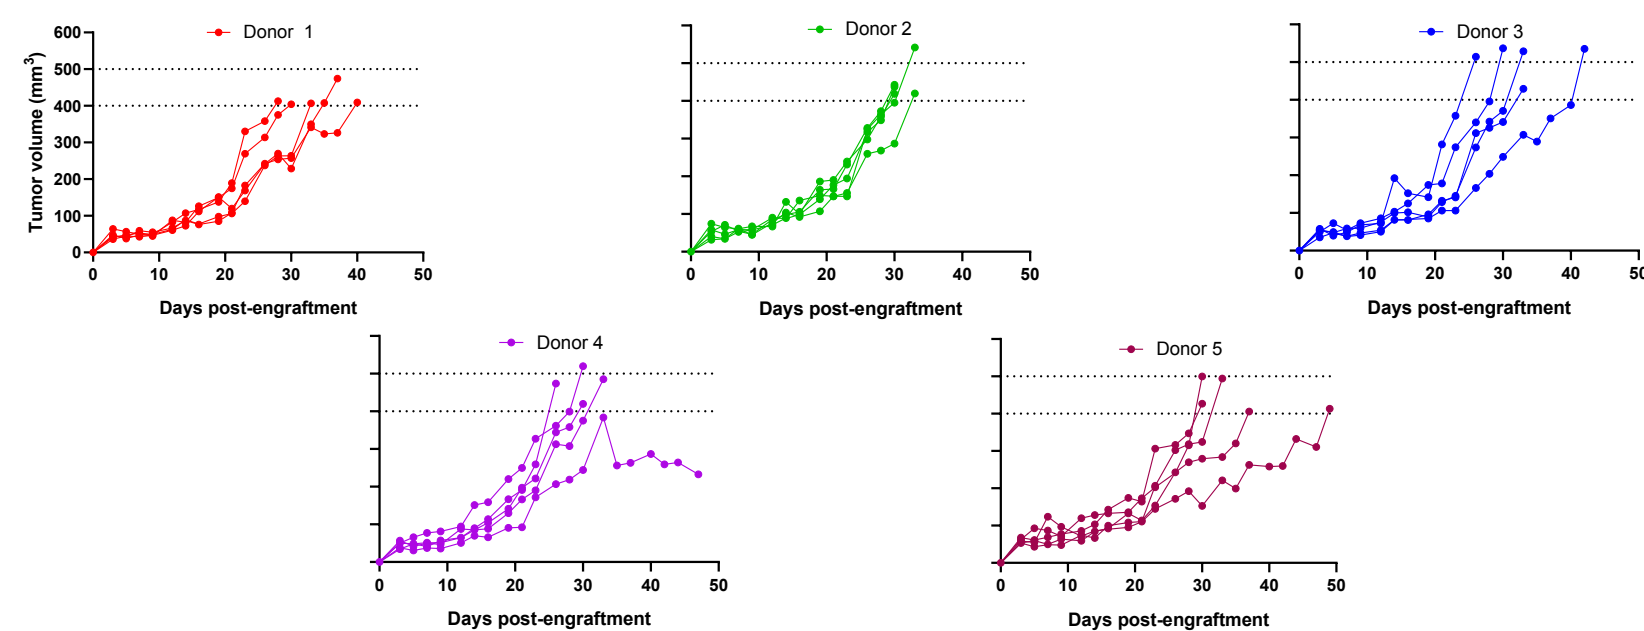 Donor 1
Donor 2
Donor 3
Tumor volume (mm³)
600
500
400
300
200
100
0
0 10 20 30 40 50
0 10 20 30 40 50
0 10 20 30 40 50
Days post-engraftment
Days post-engraftment
Days post-engraftment
Donor 4
Donor 5
0 10 20 30 40 50
0 10 20 30 40 50
Days post-engraftment
Days post-engraftment